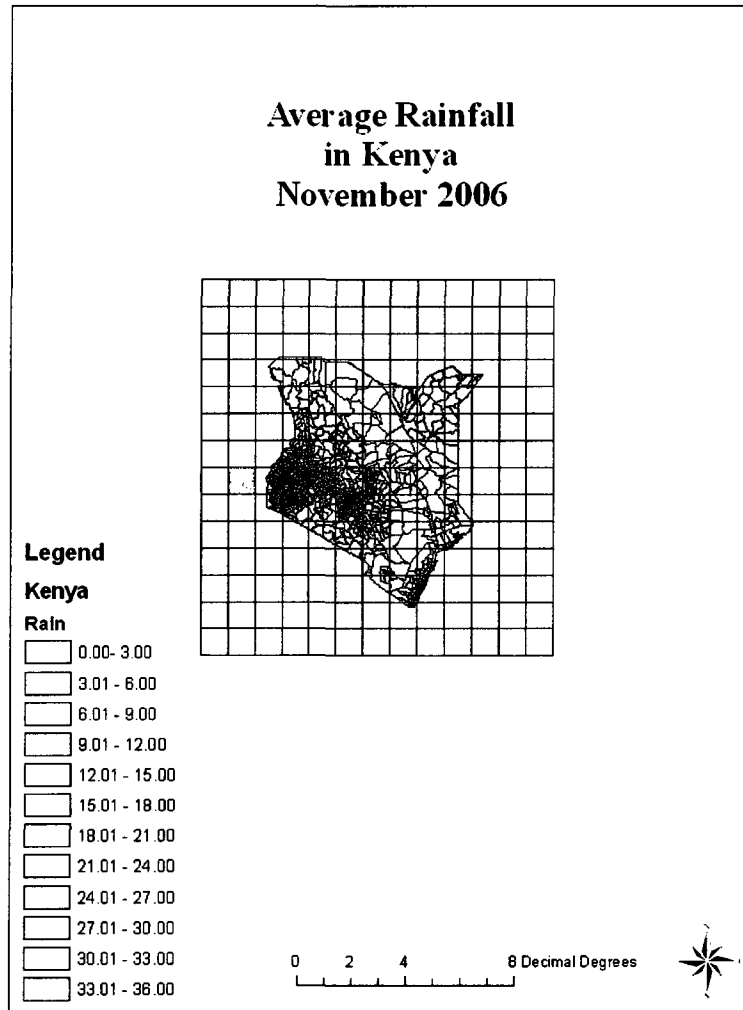 Average Rainfall
in Kenya
November 2006
Legend
Kenya
Rain
0.00- 3.00
3.01 - 6.00
6.01 - 9.00
9.01 - 12.00
12.01 - 15.00
15.01 - 18.00
18.01 - 21.00
21.01 - 24.00
24.01 - 27.00
27.01 - 30.00
30.01 - 33.00
33.01 - 36.00
0 2 4 8 Decimal Degrees